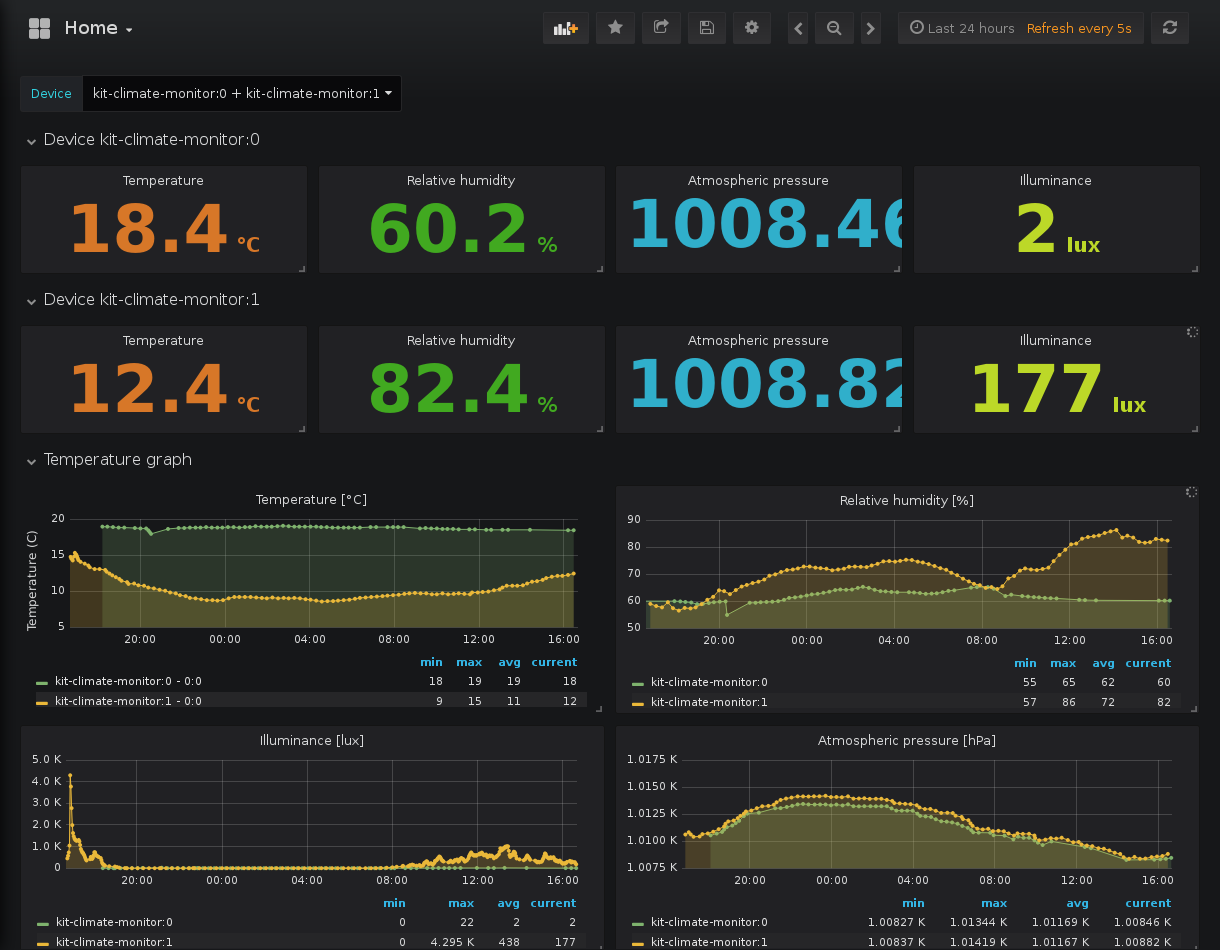 Home
Last 24 hours Refresh every 5s
Device kit-climate-monitor:0 + kit-climate-monitor:1
Device kit-climate-monitor:0
Temperature Relative humidity Atmospheric pressure Illuminance
18.4 °C 60.2 % 1008.46 2 lux
Device kit-climate-monitor:1
Temperature Relative humidity Atmospheric pressure Illuminance
12.4 °C 82.4 % 1008.82 177 lux
Temperature graph
Temperature [°C]
Temperature (C)
20
15
10
5
20:00 00:00 04:00 08:00 12:00 16:00
min max avg current
kit-climate-monitor:0 - 0:0 18 19 19 18
kit-climate-monitor:1 - 0:0 9 15 11 12
Relative humidity [%]
90
80
70
60
50
20:00 00:00 04:00 08:00 12:00 16:00
min max avg current
kit-climate-monitor:0 55 65 62 60
kit-climate-monitor:1 57 86 72 82
Illuminance [lux]
5.0 K
4.0 K
3.0 K
2.0 K
1.0 K
0
20:00 00:00 04:00 08:00 12:00 16:00
min max avg current
kit-climate-monitor:0 0 22 2 2
kit-climate-monitor:1 0 4.295 K 438 177
Atmospheric pressure [hPa]
1.0175 K
1.0150 K
1.0125 K
1.0100 K
1.0075 K
20:00 00:00 04:00 08:00 12:00 16:00
min max avg current
kit-climate-monitor:0 1.00827 K 1.01344 K 1.01169 K 1.00846 K
kit-climate-monitor:1 1.00837 K 1.01419 K 1.01167 K 1.00882 K